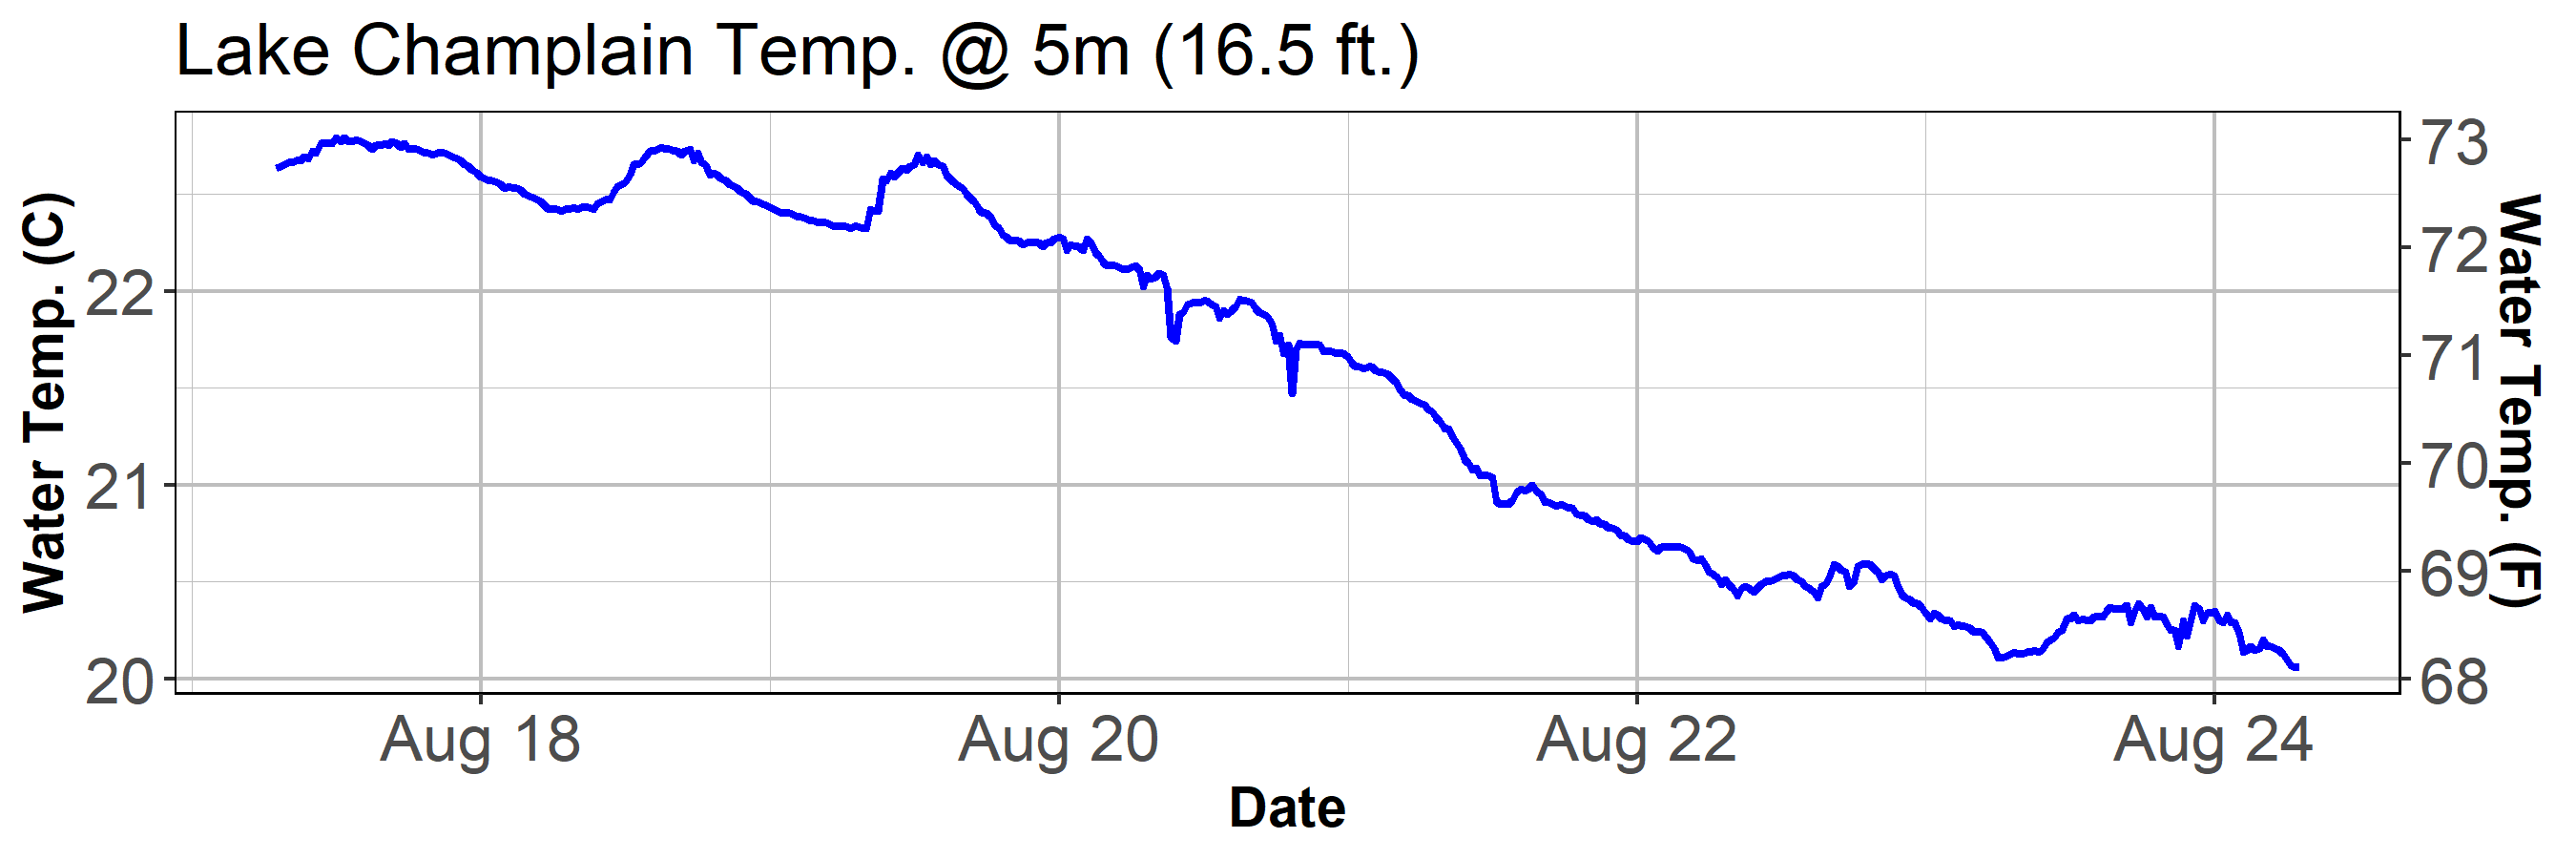 Lake Champlain Temp. @ 5m (16.5 ft.)
Water Temp. (C)
22
21
20
73
72
71
70
69
68
Water Temp. (F)
Aug 18 Aug 20 Aug 22 Aug 24
Date